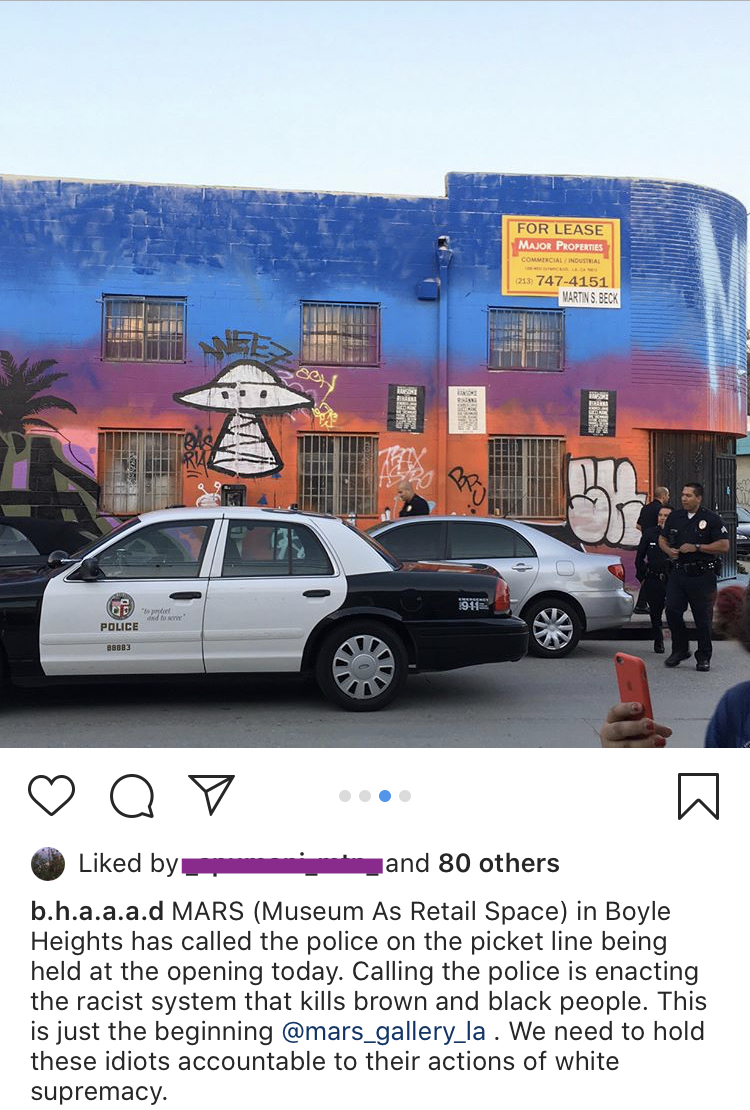 FOR LEASE
MAJOR PROPERTIES
COMMERCIAL / INDUSTRIAL
(213) 747-4151
MARTIN S. BECK
WEEZ
"to protect
and to serve"
POLICE
88883
EMERGENCY
911
Liked by and 80 others
b.h.a.a.a.d MARS (Museum As Retail Space) in Boyle
Heights has called the police on the picket line being
held at the opening today. Calling the police is enacting
the racist system that kills brown and black people. This
is just the beginning @mars_gallery_la . We need to hold
these idiots accountable to their actions of white
supremacy.